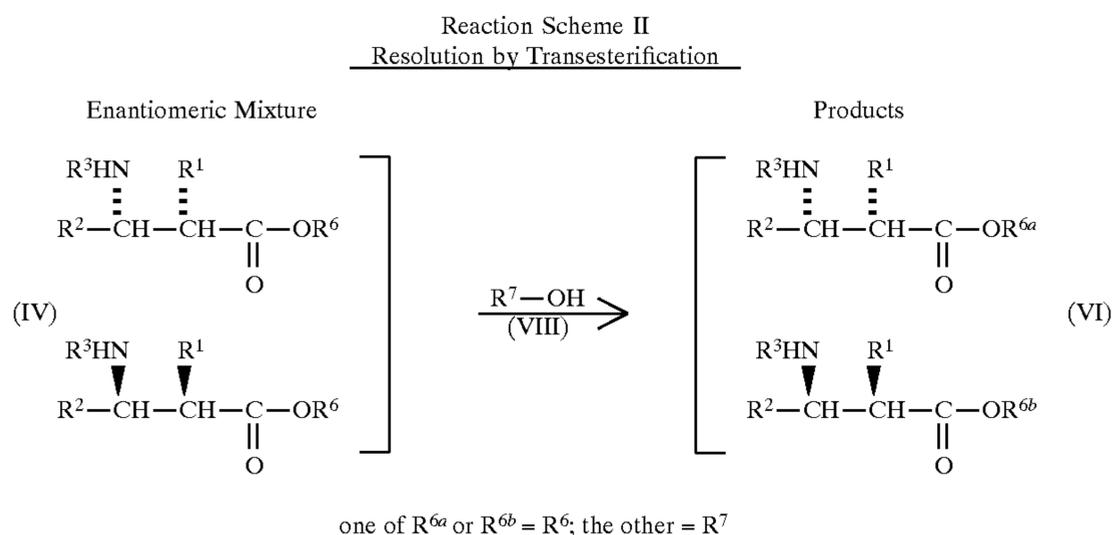 Reaction Scheme II
Resolution by Transesterification
Enantiomeric Mixture
Products
R³HN R¹
R²—CH—CH—C—OR⁶
O
(IV)
R³HN R¹
R²—CH—CH—C—OR⁶
O
R⁷—OH
(VIII)
R³HN R¹
R²—CH—CH—C—OR⁶ᵃ
O
(VI)
R³HN R¹
R²—CH—CH—C—OR⁶ᵇ
O
one of R⁶ᵃ or R⁶ᵇ = R⁶; the other = R⁷